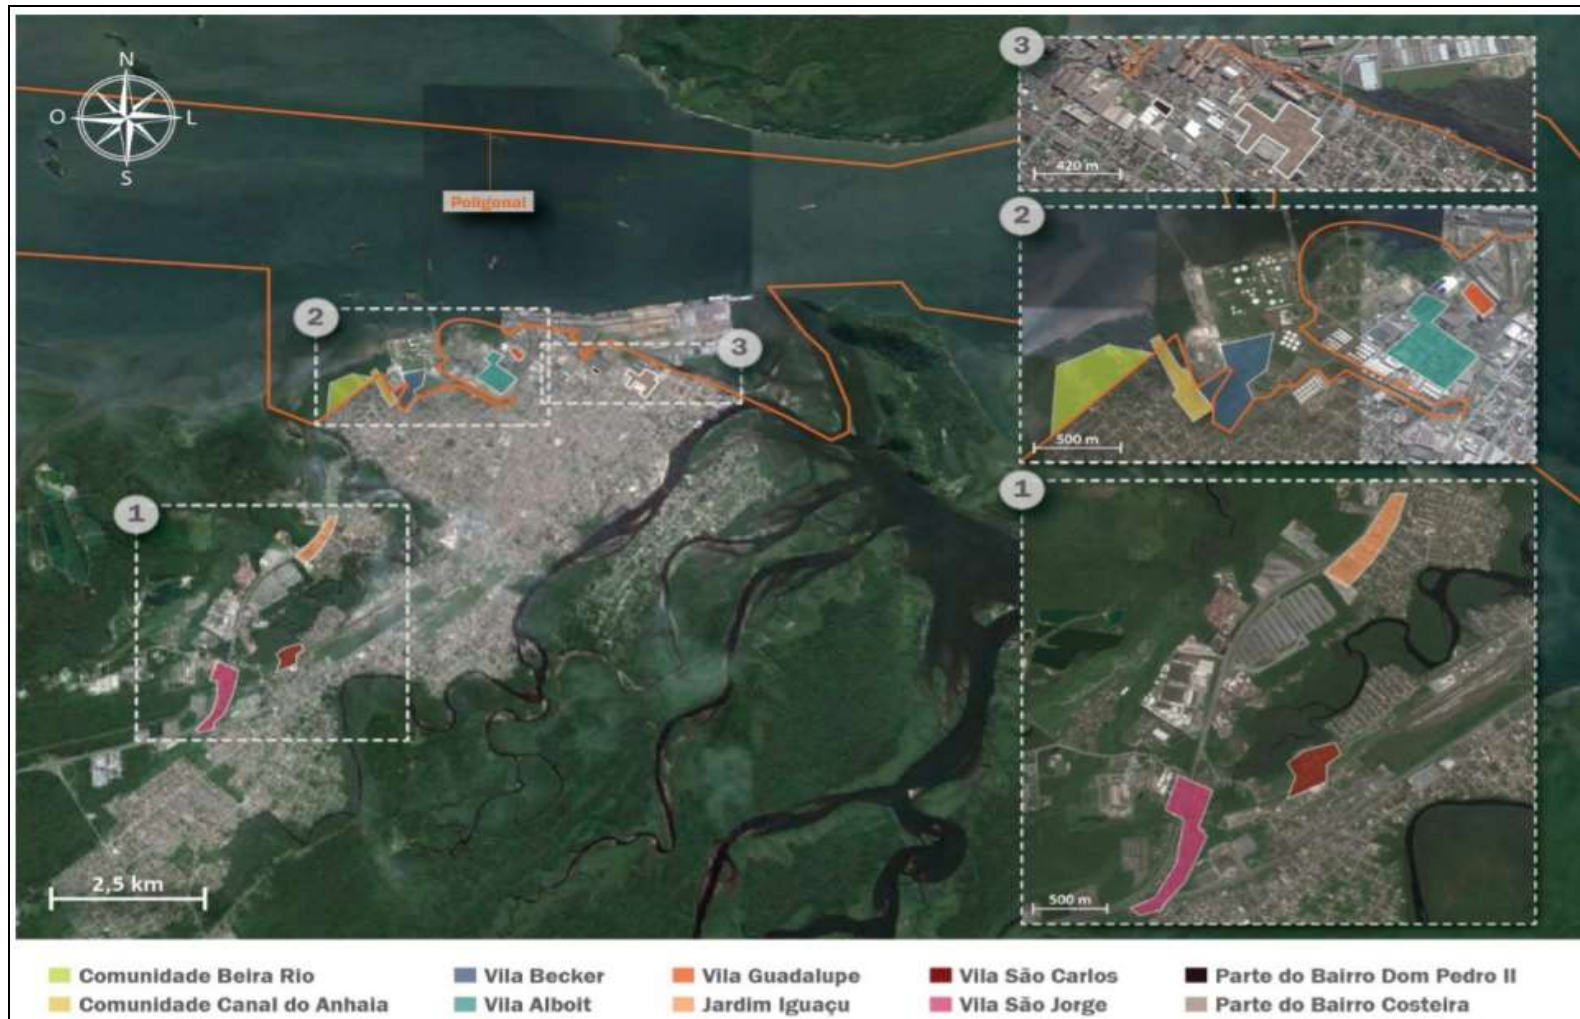 N
O
L
S
Poligonal
3
420 m
2
500 m
1
500 m
2
3
1
2,5 km
Comunidade Beira Rio
Comunidade Canal do Anhaia
Vila Becker
Vila Alboit
Vila Guadalupe
Jardim Iguaçu
Vila São Carlos
Vila São Jorge
Parte do Bairro Dom Pedro II
Parte do Bairro Costeira